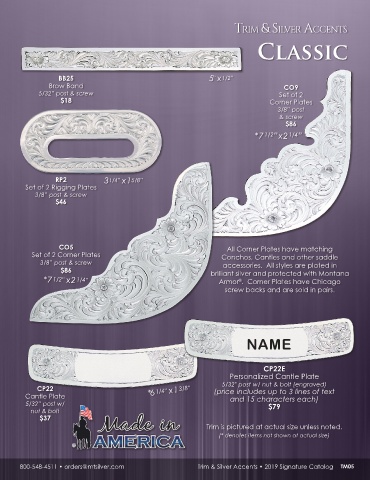 TRIM & SILVER ACCENTS
CLASSIC
BB25
Brow Band
5/32" post & screw
$18
5" x 1/2"
CO9
Set of 2
Corner Plates
3/8" post
& screw
$86
*7 1/2" x 2 1/4"
RP2
Set of 2 Rigging Plates
3/8" post & screw
$46
3 1/4" x 1 5/8"
CO5
Set of 2 Corner Plates
3/8" post & screw
$86
*7 1/2" x 2 1/4"
All Corner Plates have matching
Conchos, Cantles and other saddle
accessories. All styles are plated in
brilliant silver and protected with Montana
Armor®. Corner Plates have Chicago
screw backs and are sold in pairs.
NAME
CP22E
Personalized Cantle Plate
5/32" post w/ nut & bolt (engraved)
(price includes up to 3 lines of text
and 15 characters each)
$79
CP22
Cantle Plate
5/32" post w/
nut & bolt
$37
*6 1/4" x 1 3/8"
Made in
AMERICA
Trim is pictured at actual size unless noted.
(* denotes items not shown at actual size)
800-548-4511 • orders@mtsilver.com
Trim & Silver Accents • 2019 Signature Catalog TM05